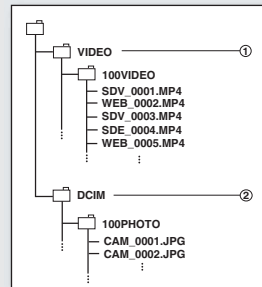 VIDEO ①
100VIDEO
SDV_0001.MP4
WEB_0002.MP4
SDV_0003.MP4
SDE_0004.MP4
WEB_0005.MP4
DCIM ②
100PHOTO
CAM_0001.JPG
CAM_0002.JPG